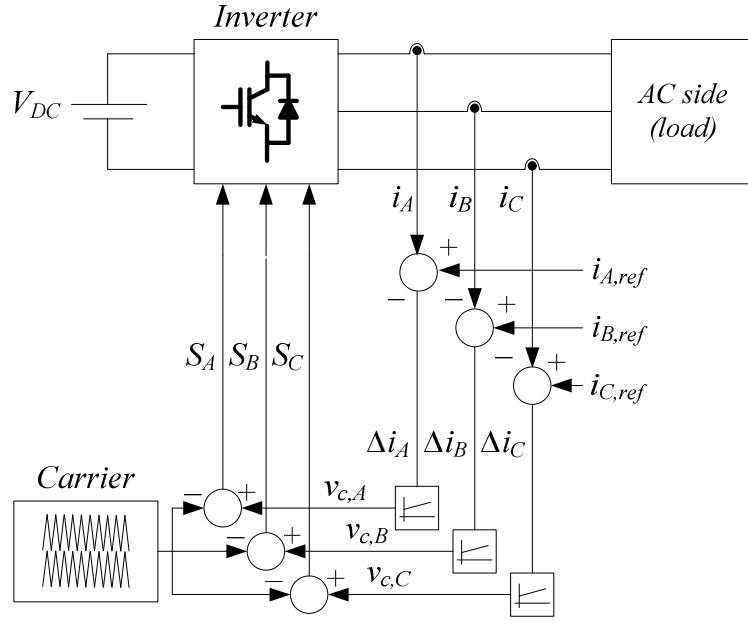 Inverter
V_DC
AC side
(load)
i_A
i_B
i_C
+
−
i_A,ref
−
+
i_B,ref
−
+
i_C,ref
S_A
S_B
S_C
Δi_A
Δi_B
Δi_C
Carrier
−
+
v_c,A
−
+
v_c,B
−
+
v_c,C